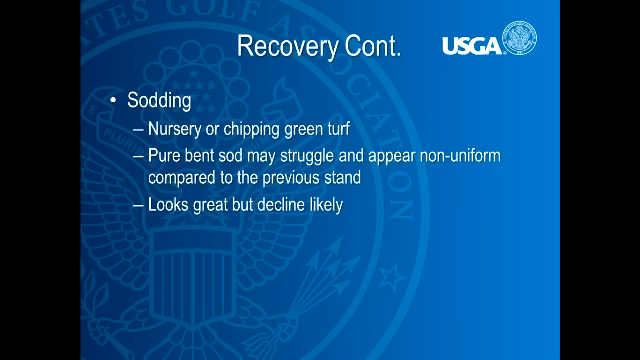 Recovery Cont.
USGA
• Sodding
– Nursery or chipping green turf
– Pure bent sod may struggle and appear non-uniform
compared to the previous stand
– Looks great but decline likely